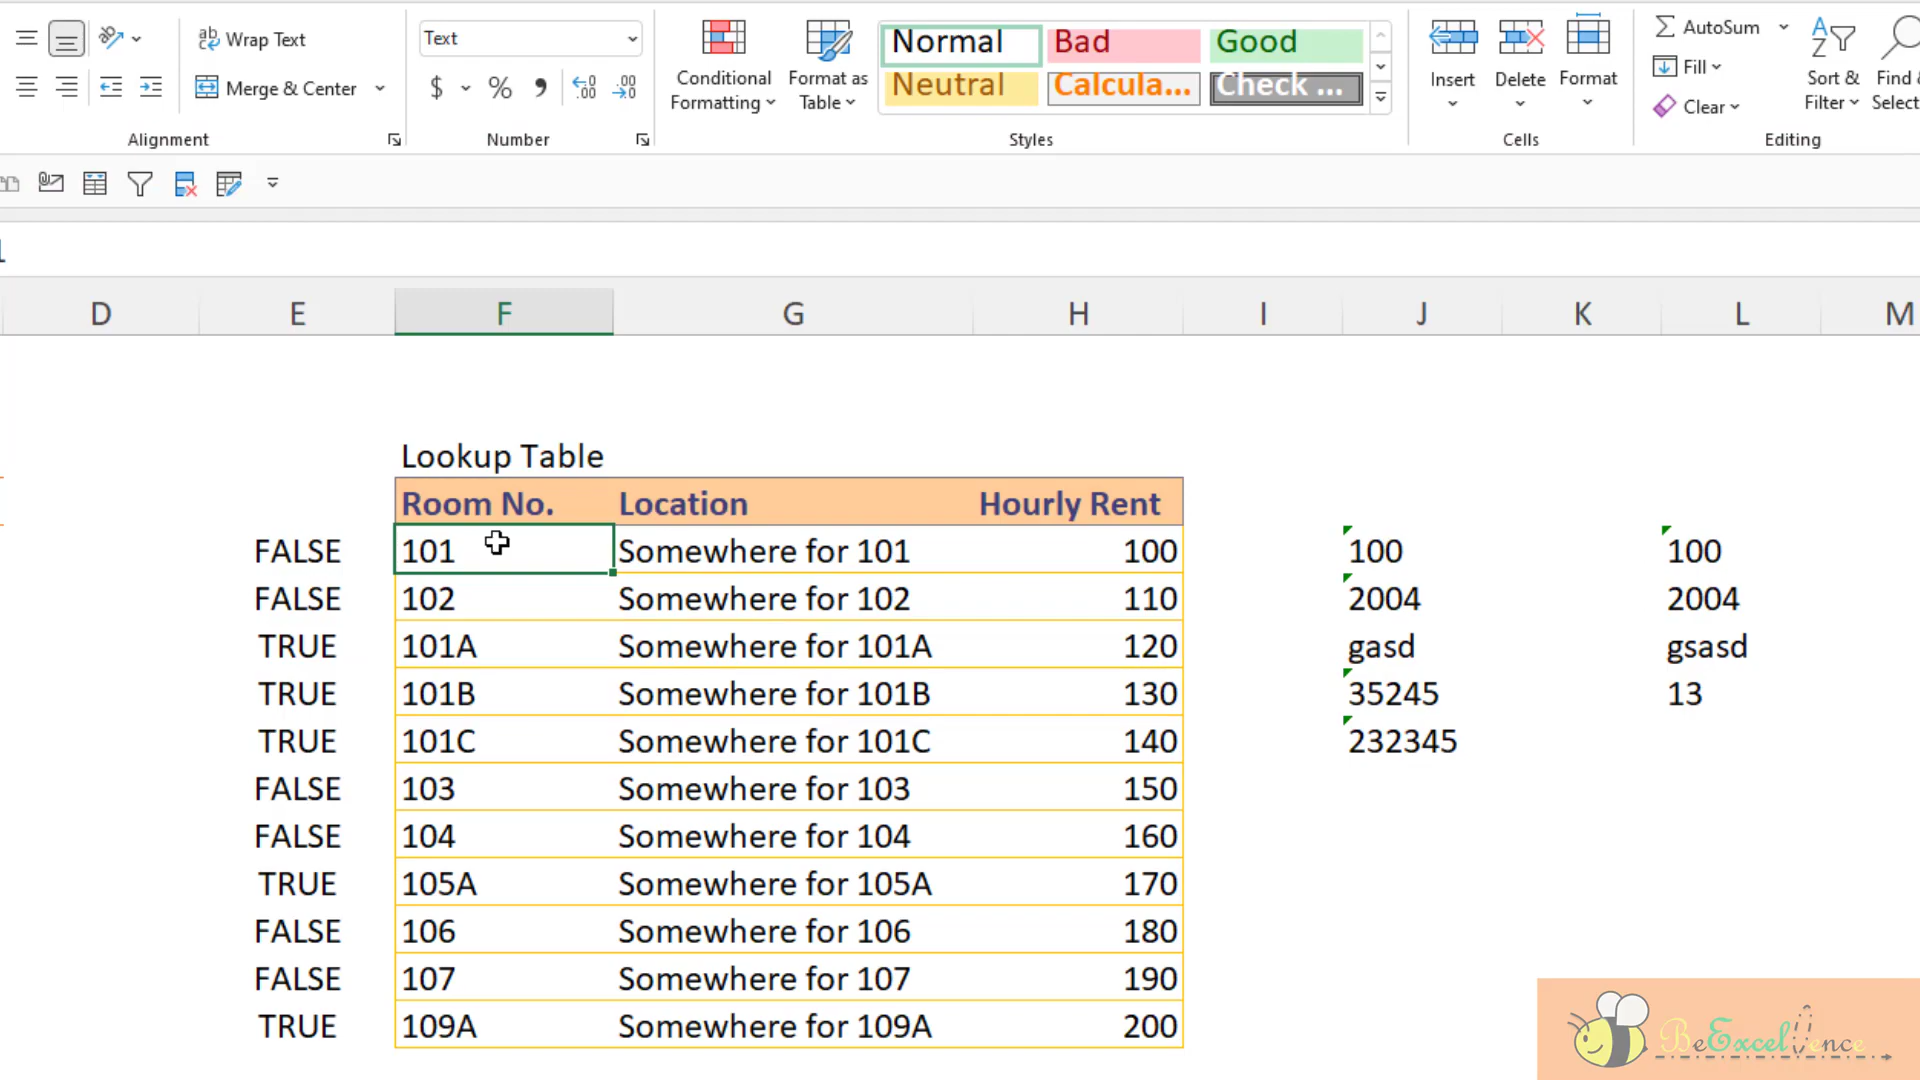 Wrap Text
Merge & Center
Alignment
Text
$ % ,
Number
Conditional Formatting
Format as Table
Normal Bad Good
Neutral Calcula... Check ...
Styles
Insert Delete Format
Cells
AutoSum
Fill
Clear
Sort & Filter
Find
Select
Editing
D E F G H I J K L M
Lookup Table
Room No. Location Hourly Rent
FALSE 101 Somewhere for 101 100 100 100
FALSE 102 Somewhere for 102 110 2004 2004
TRUE 101A Somewhere for 101A 120 gasd gsasd
TRUE 101B Somewhere for 101B 130 35245 13
TRUE 101C Somewhere for 101C 140 232345
FALSE 103 Somewhere for 103 150
FALSE 104 Somewhere for 104 160
TRUE 105A Somewhere for 105A 170
FALSE 106 Somewhere for 106 180
FALSE 107 Somewhere for 107 190
TRUE 109A Somewhere for 109A 200
BeExcellence